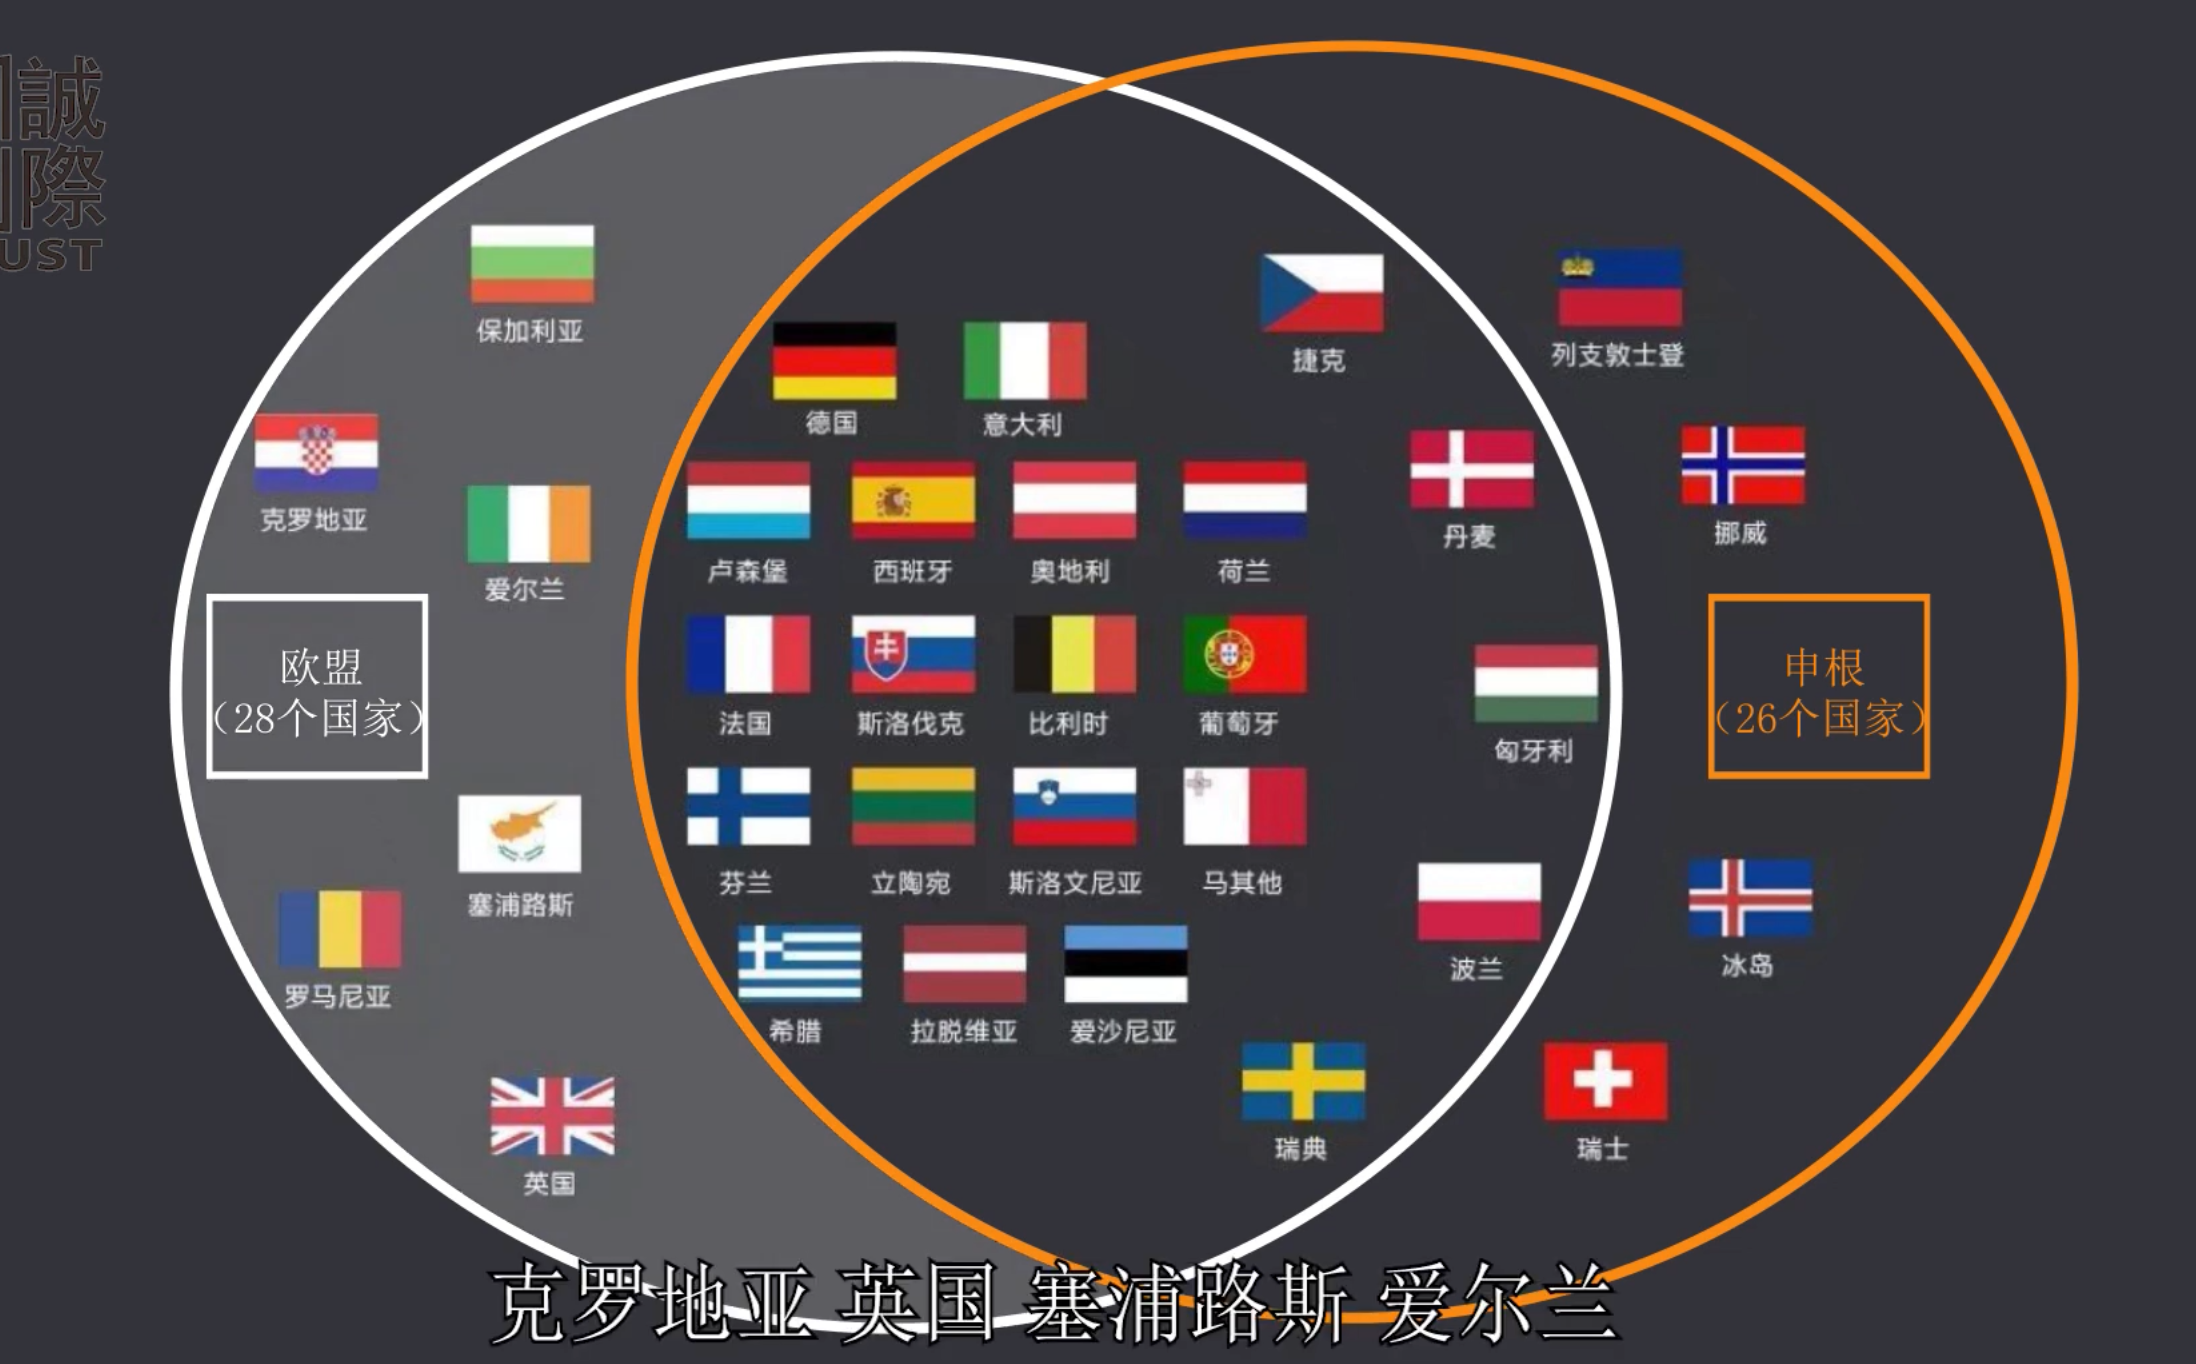 誠
際
UST
保加利亚
捷克
列支敦士登
德国
意大利
克罗地亚
爱尔兰
丹麦
挪威
卢森堡
西班牙
奥地利
荷兰
欧盟
（28个国家）
申根
（26个国家）
法国
斯洛伐克
比利时
葡萄牙
匈牙利
塞浦路斯
芬兰
立陶宛
斯洛文尼亚
马其他
罗马尼亚
波兰
冰岛
希腊
拉脱维亚
爱沙尼亚
英国
瑞典
瑞士
克罗地亚 英国 塞浦路斯 爱尔兰